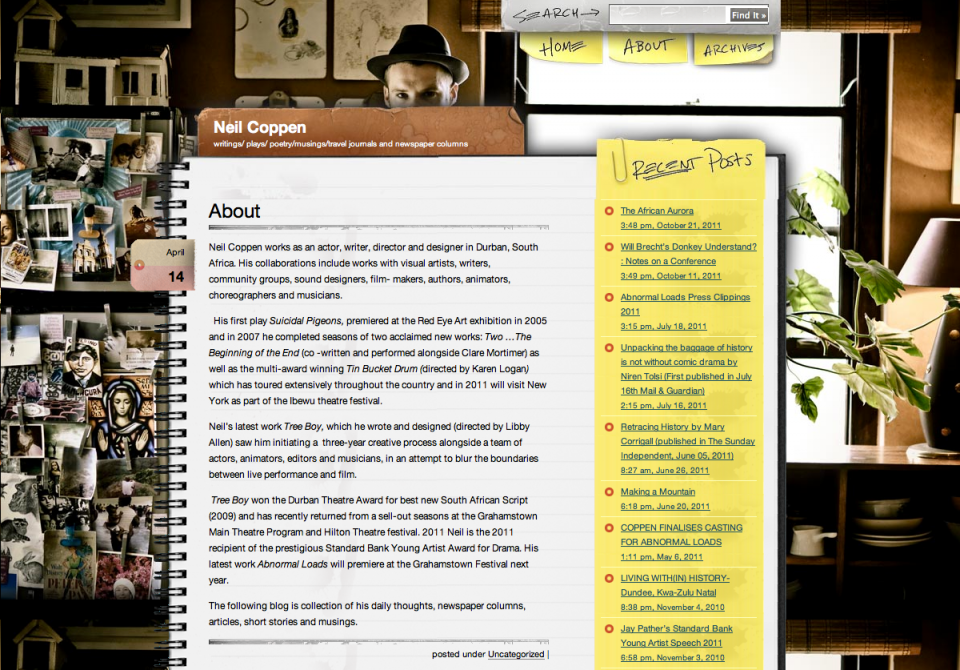 SEARCH
Find It »
HOME
ABOUT
ARCHIVES
Neil Coppen
writings/ plays/ poetry/musings/travel journals and newspaper columns
April
14
About
Neil Coppen works as an actor, writer, director and designer in Durban, South
Africa. His collaborations include works with visual artists, writers,
community groups, sound designers, film- makers, authors, animators,
choreographers and musicians.
His first play Suicidal Pigeons, premiered at the Red Eye Art exhibition in 2005
and in 2007 he completed seasons of two acclaimed new works: Two …The
Beginning of the End (co -written and performed alongside Clare Mortimer) as
well as the multi-award winning Tin Bucket Drum (directed by Karen Logan)
which has toured extensively throughout the country and in 2011 will visit New
York as part of the Ibewu theatre festival.
Neil's latest work Tree Boy, which he wrote and designed (directed by Libby
Allen) saw him initiating a three-year creative process alongside a team of
actors, animators, editors and musicians, in an attempt to blur the boundaries
between live performance and film.
Tree Boy won the Durban Theatre Award for best new South African Script
(2009) and has recently returned from a sell-out seasons at the Grahamstown
Main Theatre Program and Hilton Theatre festival. 2011 Neil is the 2011
recipient of the prestigious Standard Bank Young Artist Award for Drama. His
latest work Abnormal Loads will premiere at the Grahamstown Festival next
year.
The following blog is collection of his daily thoughts, newspaper columns,
articles, short stories and musings.
posted under Uncategorized |
RECENT Posts
The African Aurora
3:48 pm, October 21, 2011
Will Brecht's Donkey Understand?
: Notes on a Conference
3:49 pm, October 11, 2011
Abnormal Loads Press Clippings
2011
3:15 pm, July 18, 2011
Unpacking the baggage of history
is not without comic drama by
Niren Tolsi (First published in July
16th Mail & Guardian)
2:15 pm, July 16, 2011
Retracing History by Mary
Corrigall (published in The Sunday
Independent, June 05, 2011)
8:27 am, June 26, 2011
Making a Mountain
6:18 pm, June 20, 2011
COPPEN FINALISES CASTING
FOR ABNORMAL LOADS
1:11 pm, May 6, 2011
LIVING WITH(IN) HISTORY-
Dundee, Kwa-Zulu Natal
8:38 pm, November 4, 2010
Jay Pather's Standard Bank
Young Artist Speech 2011
6:58 pm, November 3, 2010